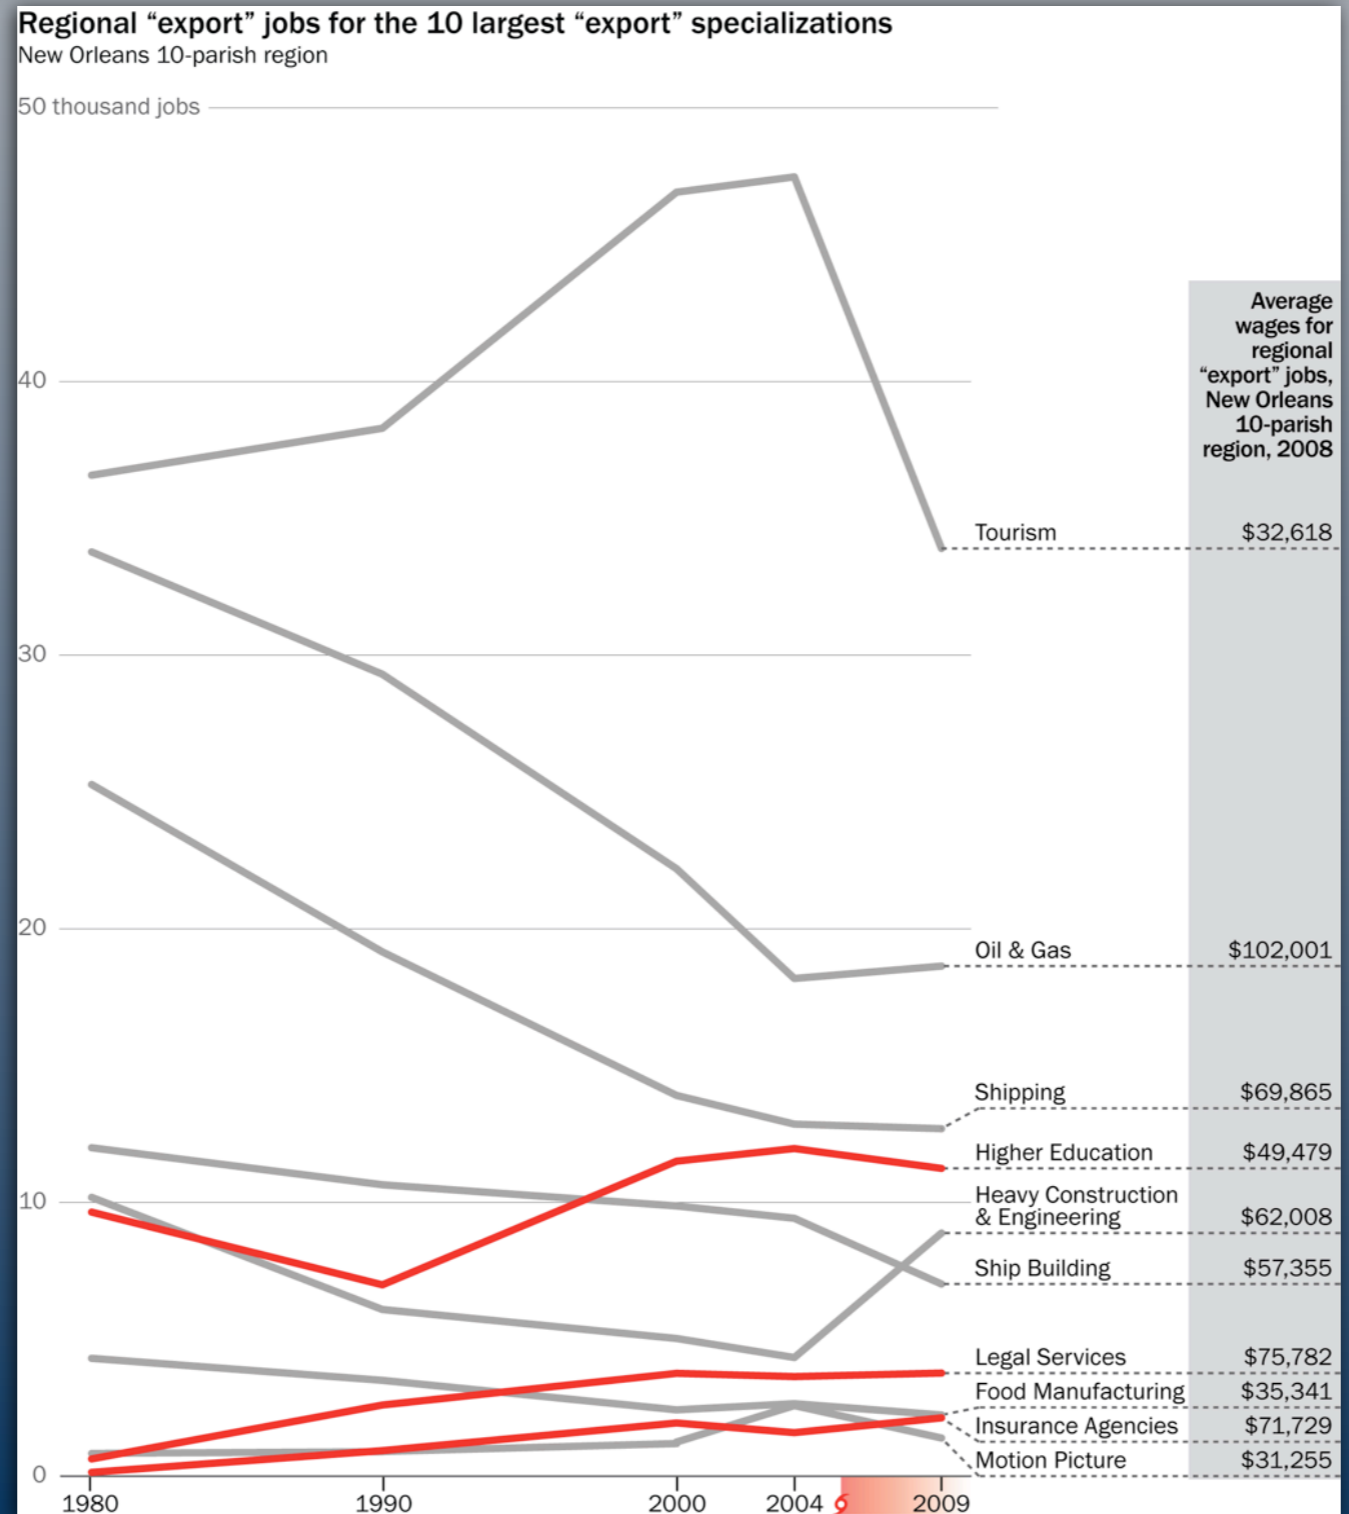 Regional “export” jobs for the 10 largest “export” specializations
New Orleans 10-parish region
50 thousand jobs
40
30
20
10
0
Average
wages for
regional
“export” jobs,
New Orleans
10-parish
region, 2008
Tourism $32,618
Oil & Gas $102,001
Shipping $69,865
Higher Education $49,479
Heavy Construction
& Engineering $62,008
Ship Building $57,355
Legal Services $75,782
Food Manufacturing $35,341
Insurance Agencies $71,729
Motion Picture $31,255
1980 1990 2000 2004 2009